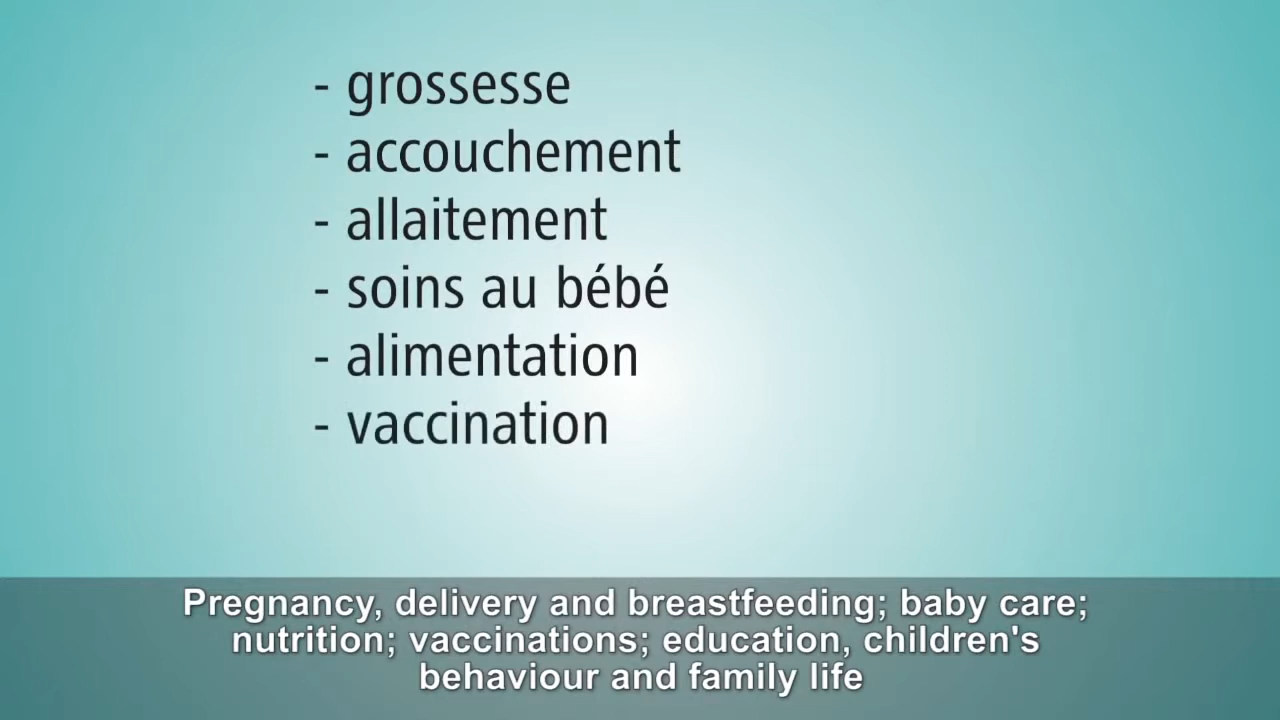 - grossesse
- accouchement
- allaitement
- soins au bébé
- alimentation
- vaccination
Pregnancy, delivery and breastfeeding; baby care;
nutrition; vaccinations; education, children's
behaviour and family life